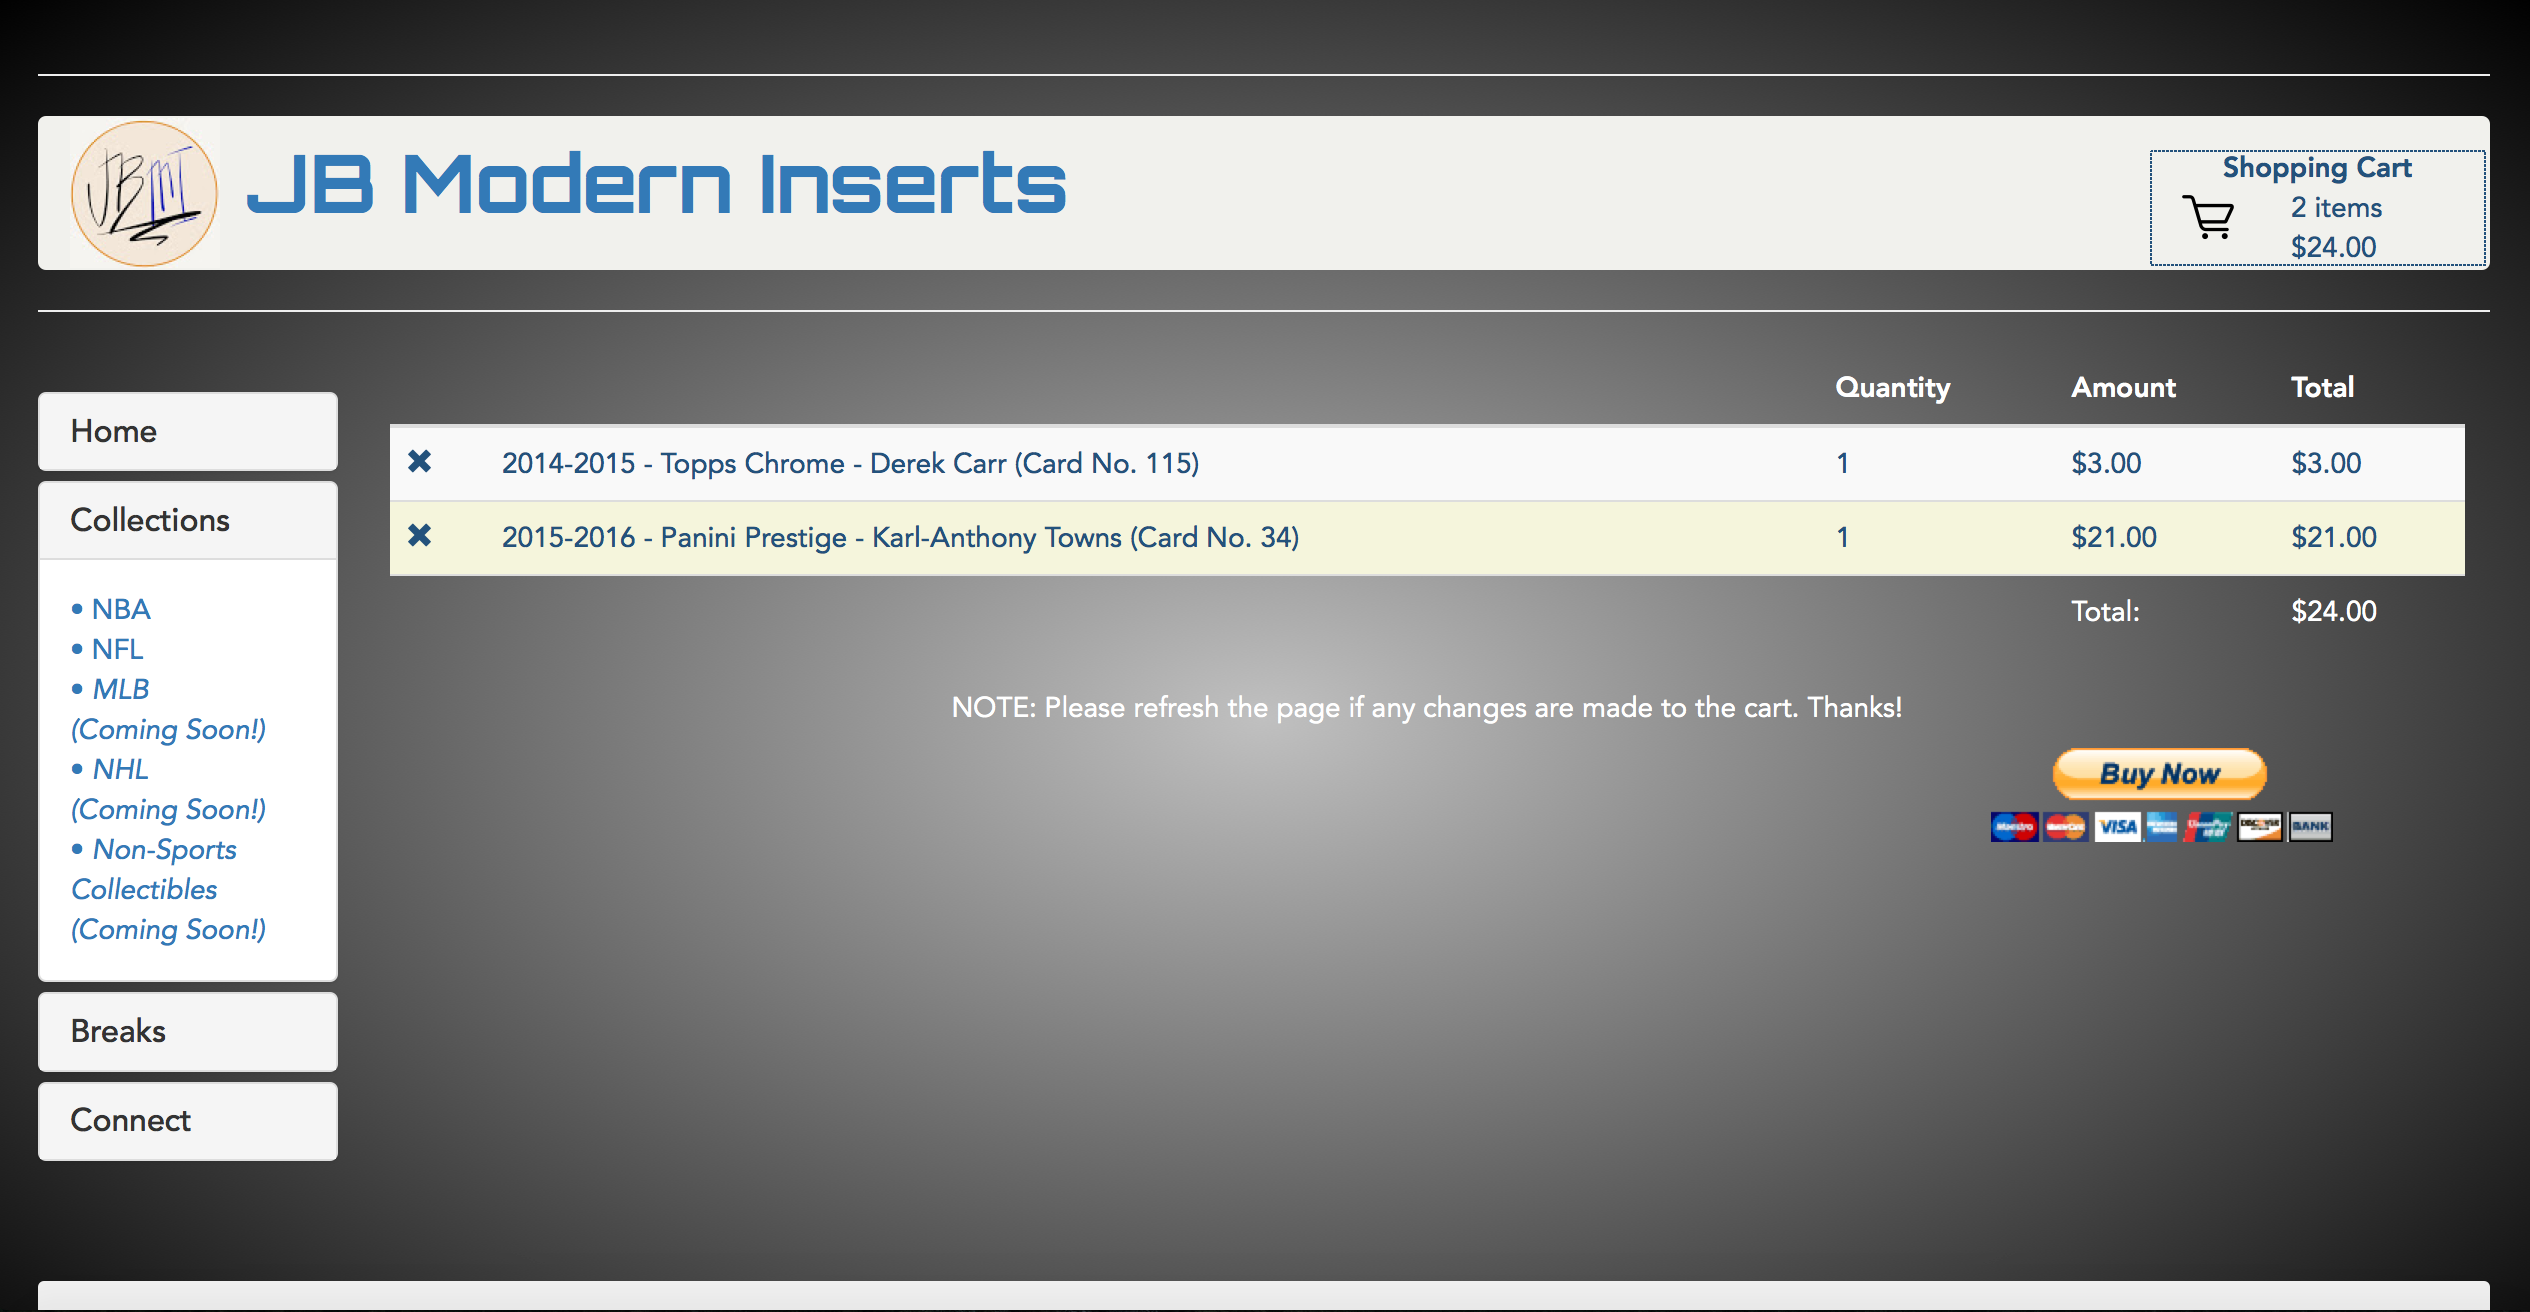 JBMI
JB Modern Inserts
Shopping Cart
2 items
$24.00
Home
Collections
• NBA
• NFL
• MLB
(Coming Soon!)
• NHL
(Coming Soon!)
• Non-Sports
Collectibles
(Coming Soon!)
Breaks
Connect
Quantity Amount Total
✖ 2014-2015 - Topps Chrome - Derek Carr (Card No. 115) 1 $3.00 $3.00
✖ 2015-2016 - Panini Prestige - Karl-Anthony Towns (Card No. 34) 1 $21.00 $21.00
Total: $24.00
NOTE: Please refresh the page if any changes are made to the cart. Thanks!
Buy Now
Maestro MasterCard VISA UnionPay DISCOVER BANK